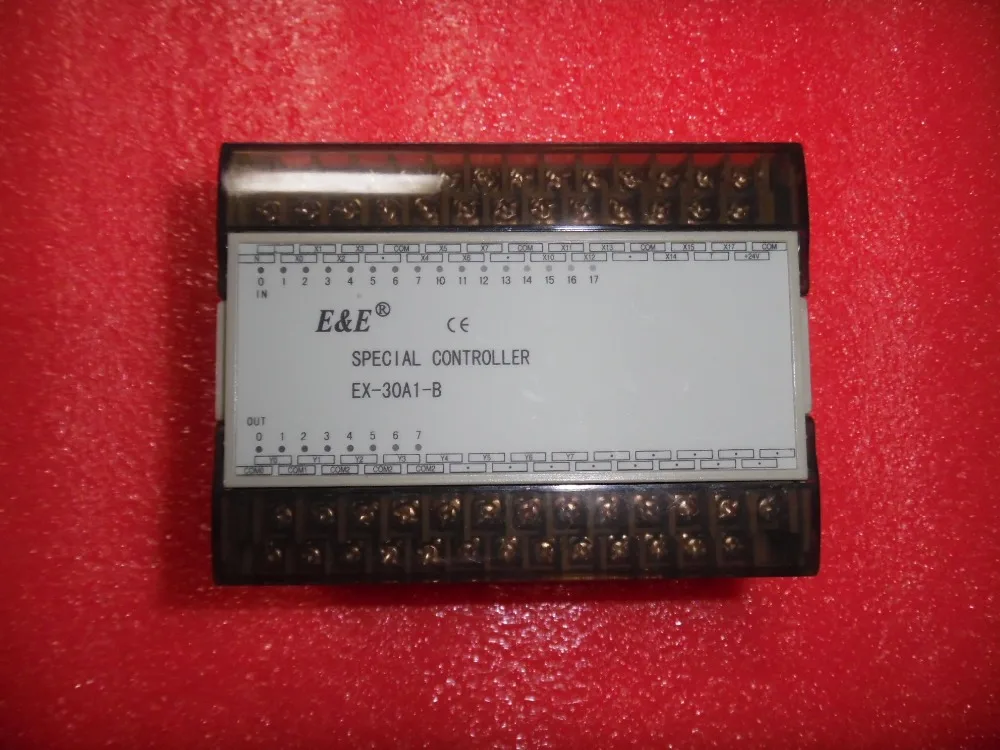 L X1 X3 COM X5 X7 COM X11 X13 COM X15 X17 COM
N X0 X2 • X4 X6 • X10 X12 • X14 +24V
0 1 2 3 4 5 6 7 10 11 12 13 14 15 16 17
IN
E&E®
CE
SPECIAL CONTROLLER
EX-30A1-B
OUT
0 1 2 3 4 5 6 7
Y0 Y1 Y2 Y3 Y4 Y5 Y6 Y7 • • • • •
COM0 COM1 COM2 COM2 COM2 • • • • • • • •